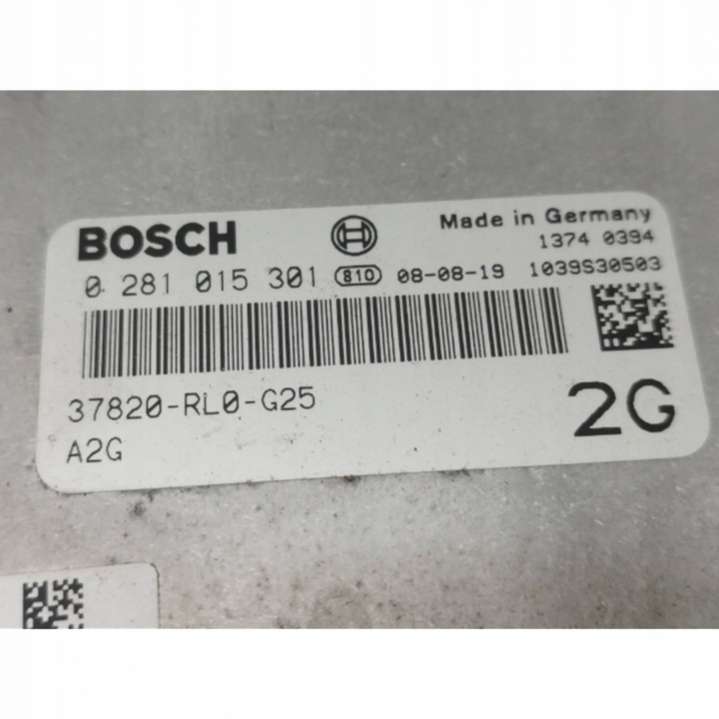 BOSCH Made in Germany
1374 0394
0 281 015 301 810 08-08-19 1039S30503
37820-RL0-G25
A2G
2G